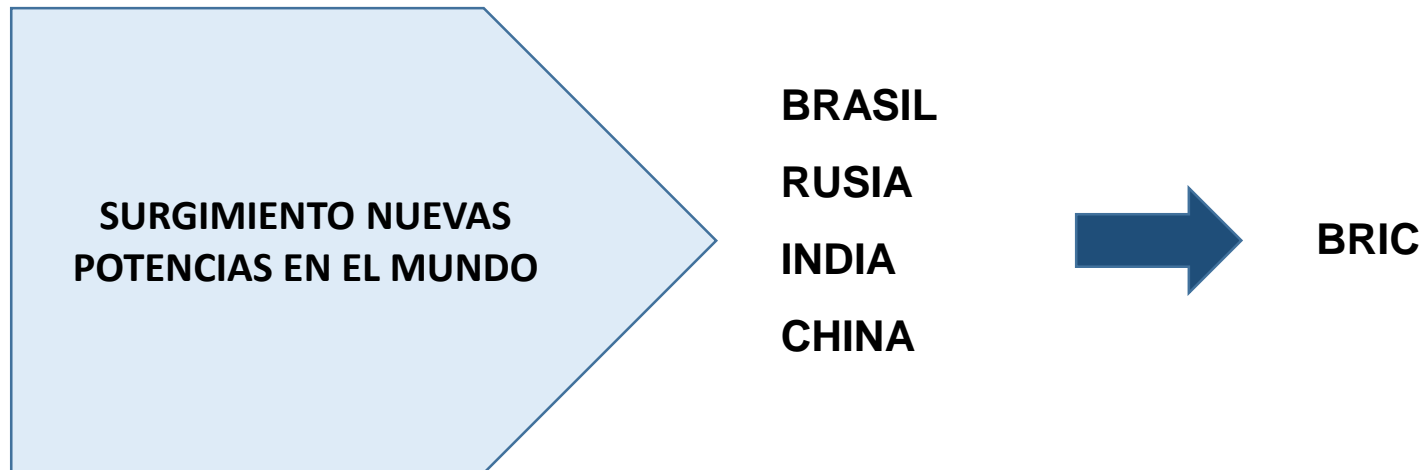 SURGIMIENTO NUEVAS
POTENCIAS EN EL MUNDO
BRASIL
RUSIA
INDIA
CHINA
BRIC